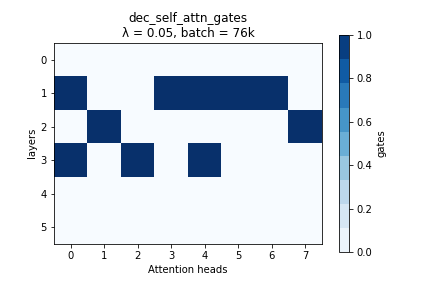 dec_self_attn_gates
λ = 0.05, batch = 76k
layers
0
1
2
3
4
5
0 1 2 3 4 5 6 7
Attention heads
1.0
0.8
0.6
0.4
0.2
0.0
gates